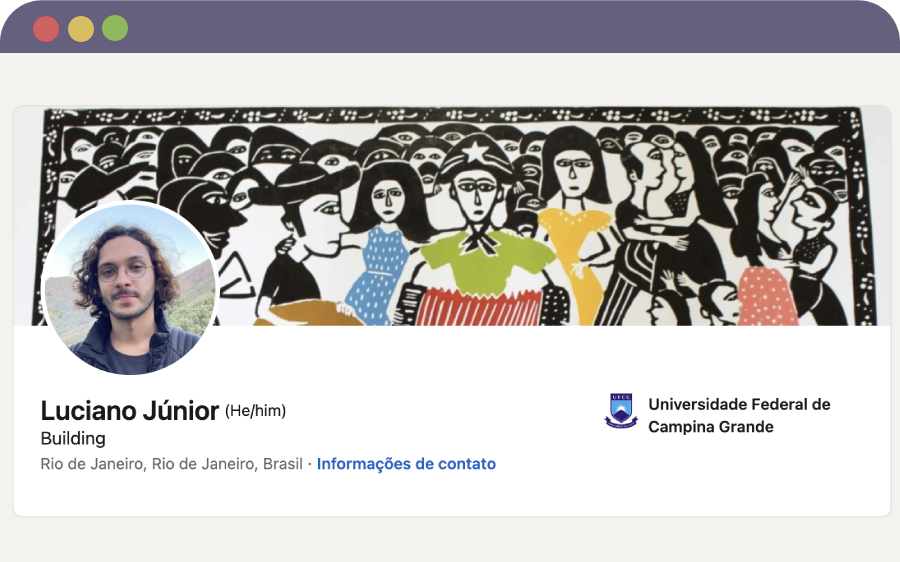 Luciano Júnior (He/him)
Building
Rio de Janeiro, Rio de Janeiro, Brasil · Informações de contato
UFCG
Universidade Federal de
Campina Grande